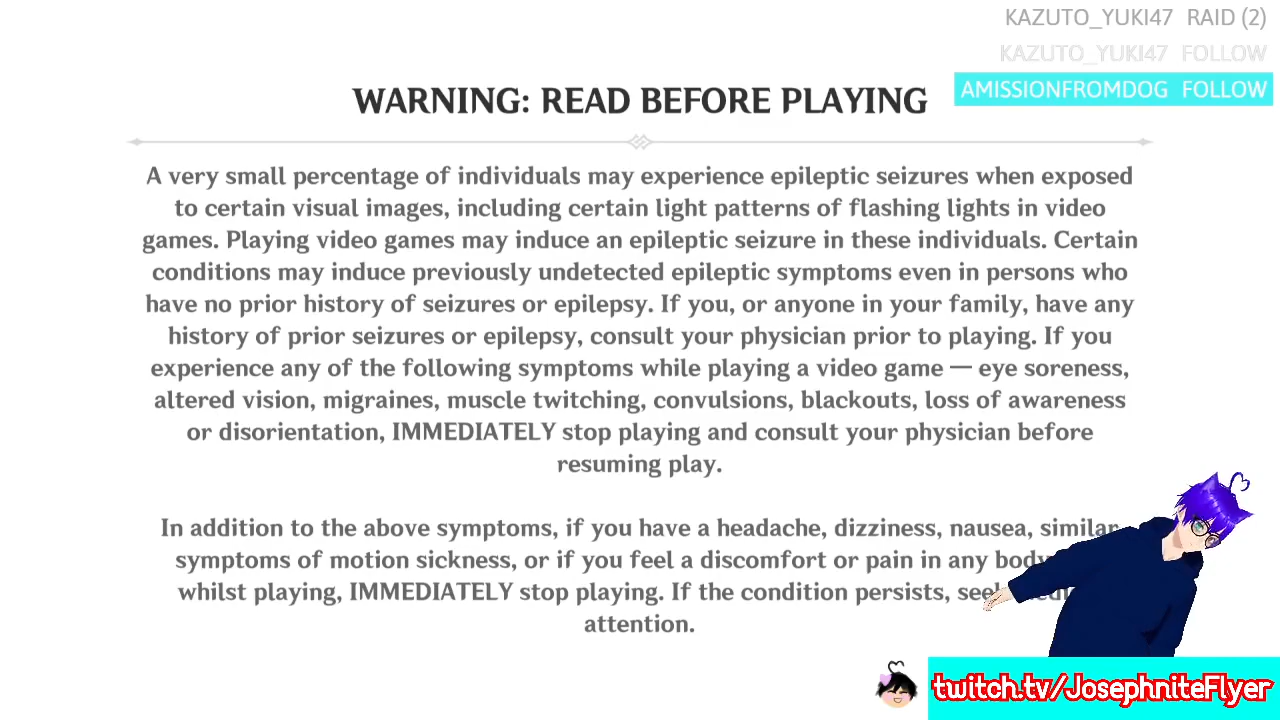 KAZUTO_YUKI47 RAID (2)
KAZUTO_YUKI47 FOLLOW
AMISSIONFROMDOG FOLLOW
WARNING: READ BEFORE PLAYING
A very small percentage of individuals may experience epileptic seizures when exposed
to certain visual images, including certain light patterns of flashing lights in video
games. Playing video games may induce an epileptic seizure in these individuals. Certain
conditions may induce previously undetected epileptic symptoms even in persons who
have no prior history of seizures or epilepsy. If you, or anyone in your family, have any
history of prior seizures or epilepsy, consult your physician prior to playing. If you
experience any of the following symptoms while playing a video game — eye soreness,
altered vision, migraines, muscle twitching, convulsions, blackouts, loss of awareness
or disorientation, IMMEDIATELY stop playing and consult your physician before
resuming play.
In addition to the above symptoms, if you have a headache, dizziness, nausea, similar
symptoms of motion sickness, or if you feel a discomfort or pain in any body
whilst playing, IMMEDIATELY stop playing. If the condition persists,
attention.
twitch.tv/JosephniteFlyer